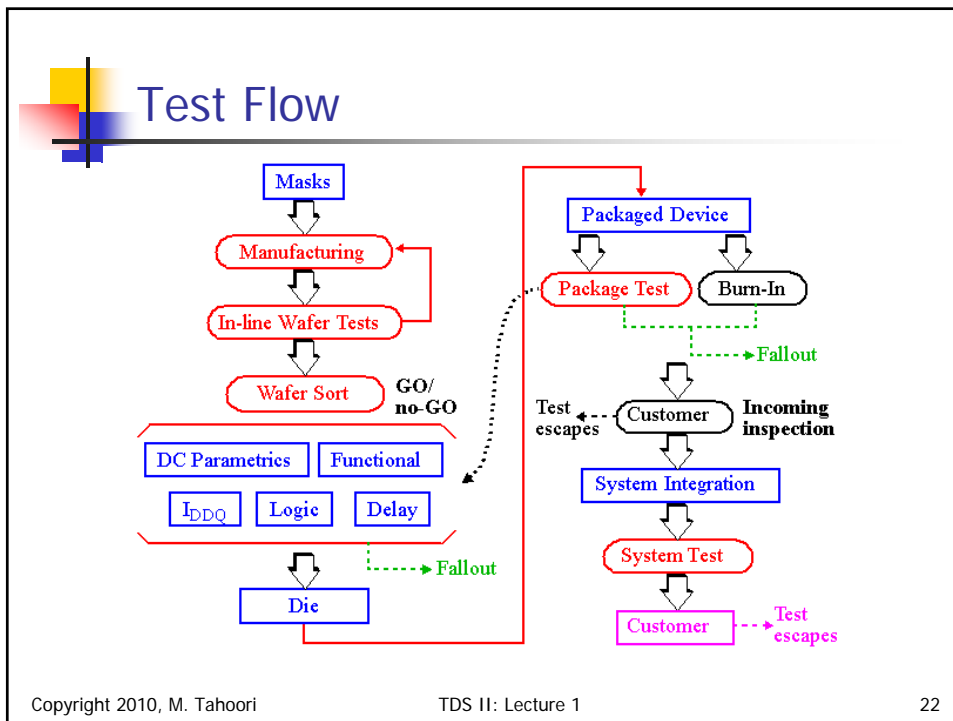 Test Flow
Masks
Manufacturing
In-line Wafer Tests
Wafer Sort
GO/
no-GO
DC Parametrics
Functional
IDDQ
Logic
Delay
Fallout
Die
Packaged Device
Package Test
Burn-In
Fallout
Test
escapes
Customer
Incoming
inspection
System Integration
System Test
Customer
Test
escapes
Copyright 2010, M. Tahoori
TDS II: Lecture 1
22